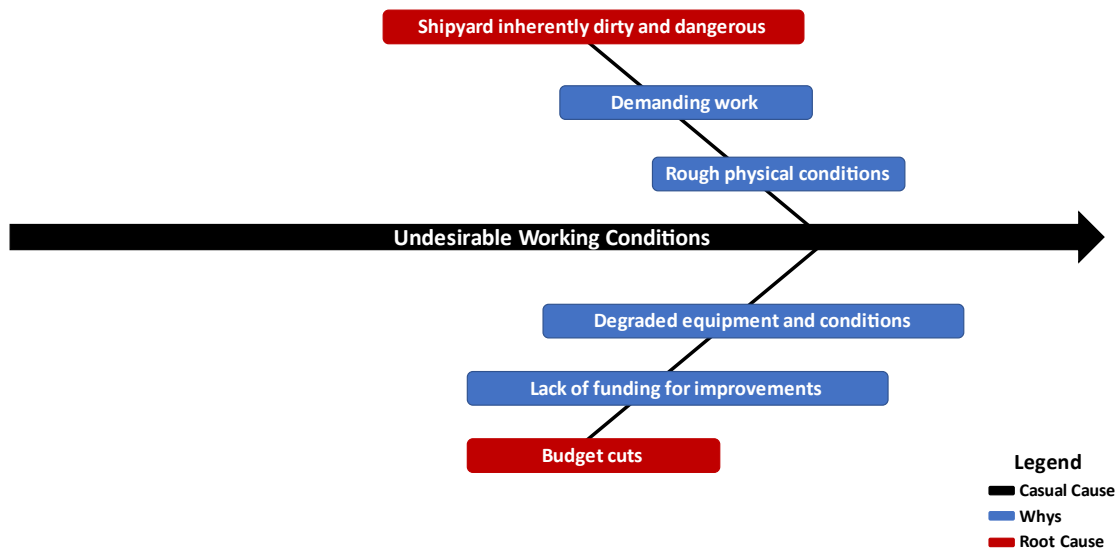 Shipyard inherently dirty and dangerous
Demanding work
Rough physical conditions
Undesirable Working Conditions
Degraded equipment and conditions
Lack of funding for improvements
Budget cuts
Legend
Casual Cause
Whys
Root Cause